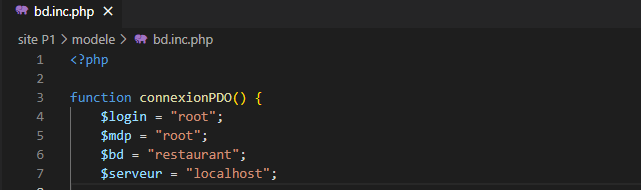 bd.inc.php
site P1 > modele > bd.inc.php
1 <?php
2
3 function connexionPDO() {
4 $login = "root";
5 $mdp = "root";
6 $bd = "restaurant";
7 $serveur = "localhost";